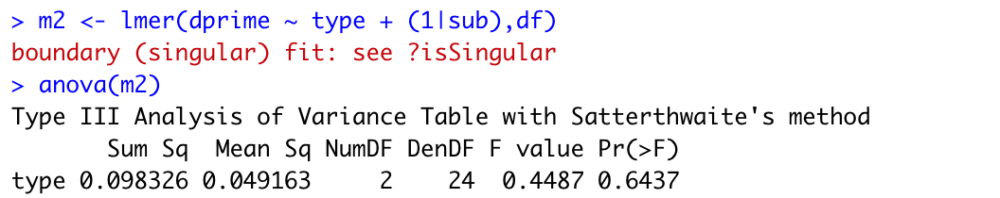 > m2 <- lmer(dprime ~ type + (1|sub),df)
boundary (singular) fit: see ?isSingular
> anova(m2)
Type III Analysis of Variance Table with Satterthwaite's method
       Sum Sq  Mean Sq NumDF DenDF F value Pr(>F)
type 0.098326 0.049163     2    24  0.4487 0.6437